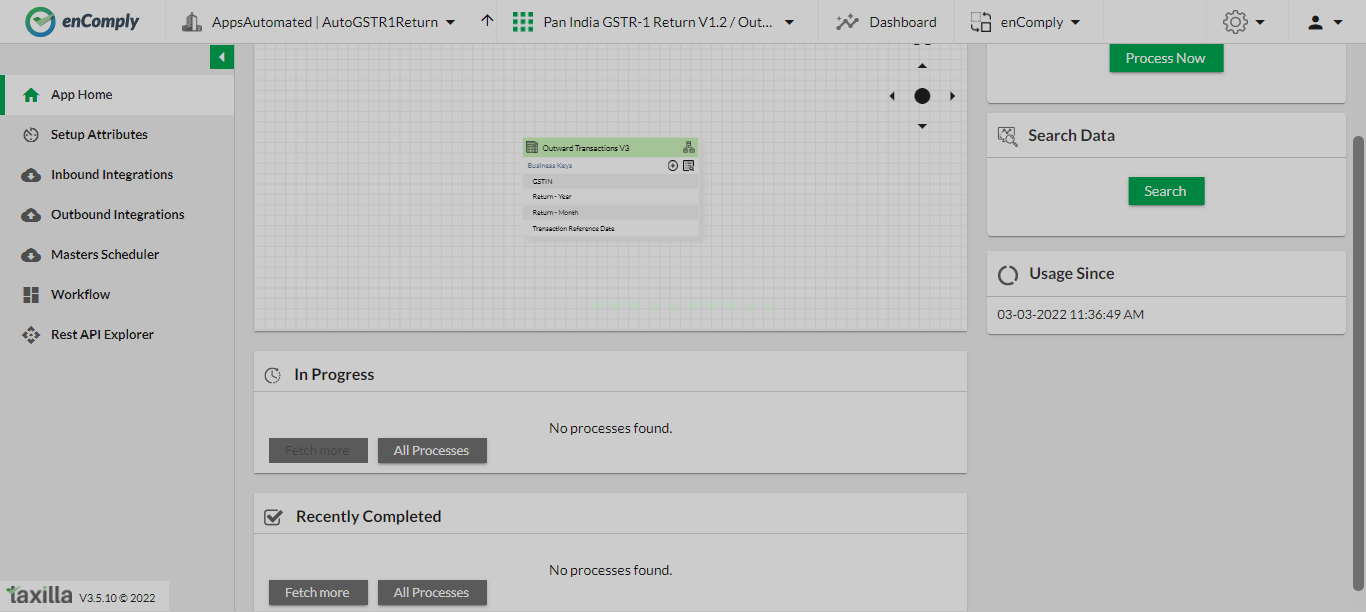 enComply
AppsAutomated | AutoGSTR1Return
Pan India GSTR-1 Return V1.2 / Out...
Dashboard
enComply
App Home
Setup Attributes
Inbound Integrations
Outbound Integrations
Masters Scheduler
Workflow
Rest API Explorer
Outward Transactions V3
Business Keys
GSTIN
Return - Year
Return - Month
Transaction Reference Date
Process Now
Search Data
Search
Usage Since
03-03-2022 11:36:49 AM
In Progress
No processes found.
Fetch more
All Processes
Recently Completed
No processes found.
Fetch more
All Processes
taxilla V3.5.10 © 2022